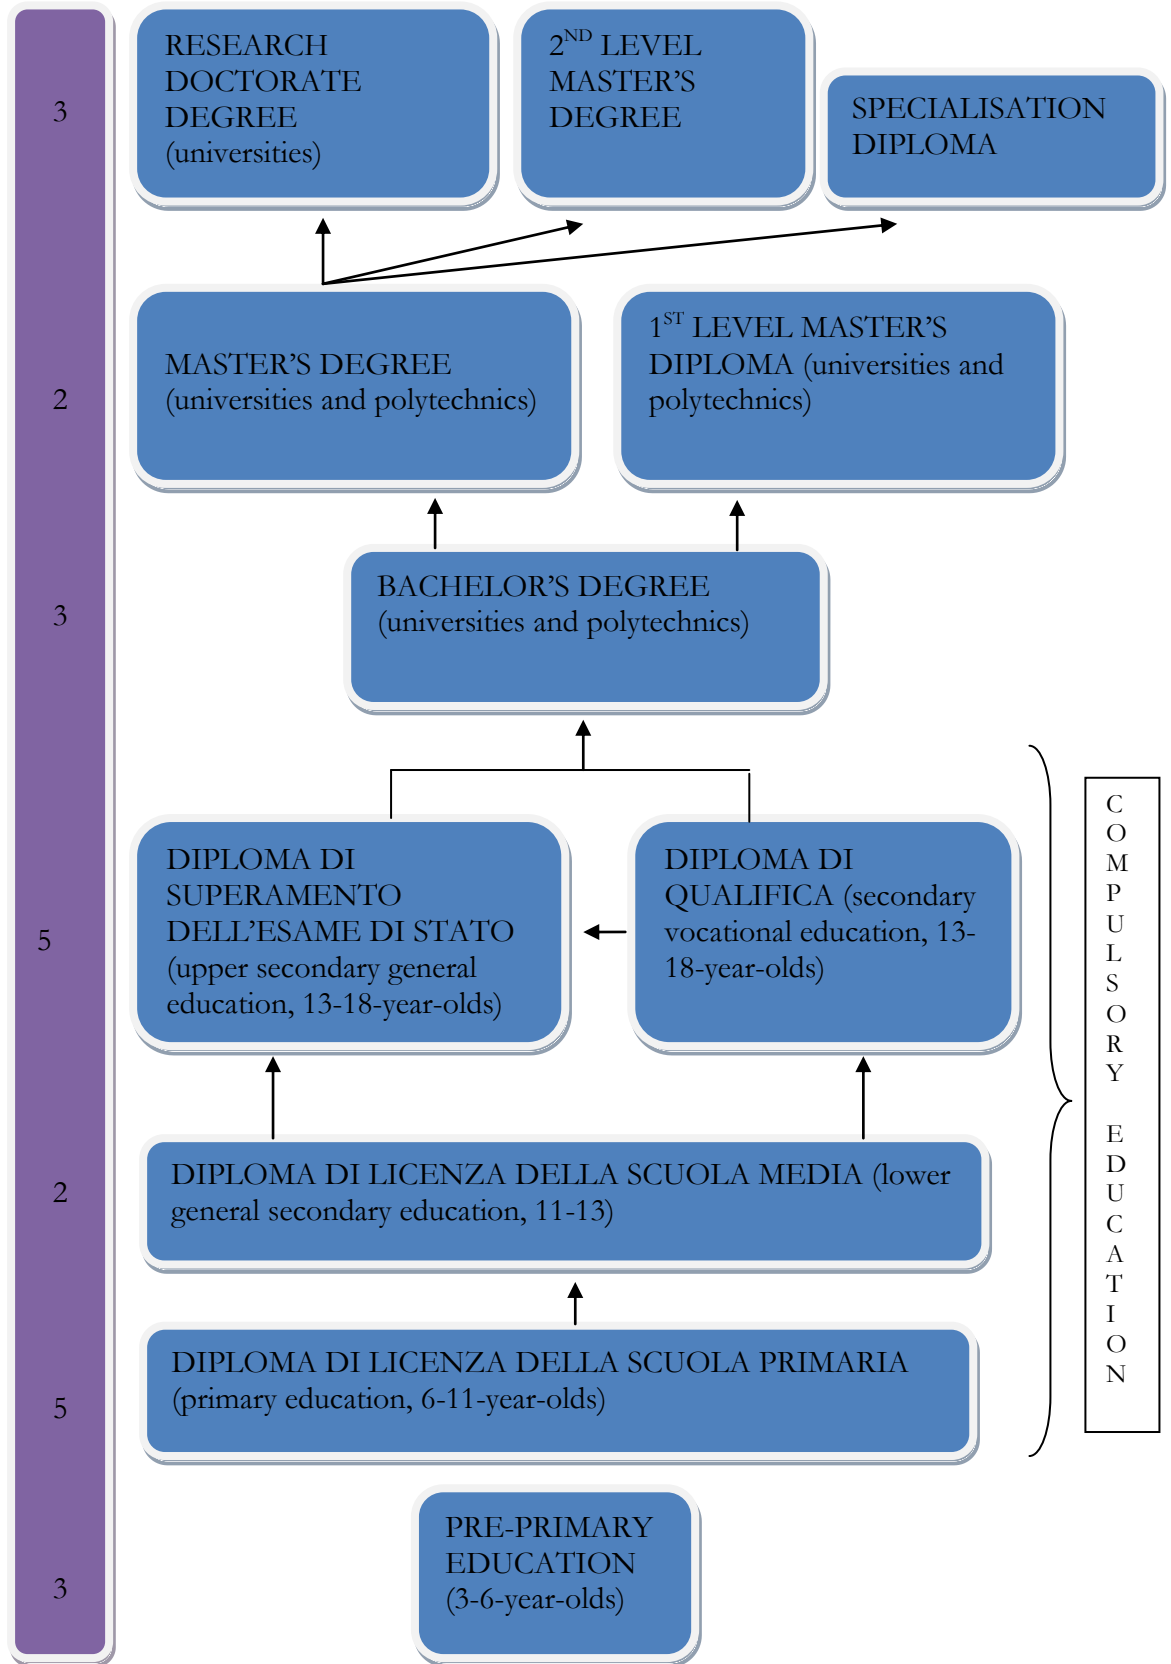 3
RESEARCH
DOCTORATE
DEGREE
(universities)
2ND LEVEL
MASTER'S
DEGREE
SPECIALISATION
DIPLOMA
2
MASTER'S DEGREE
(universities and polytechnics)
1ST LEVEL MASTER'S
DIPLOMA (universities and
polytechnics)
3
BACHELOR'S DEGREE
(universities and polytechnics)
5
DIPLOMA DI
SUPERAMENTO
DELL'ESAME DI STATO
(upper secondary general
education, 13-18-year-olds)
DIPLOMA DI
QUALIFICA (secondary
vocational education, 13-
18-year-olds)
COMPULSORY EDUCATION
2
DIPLOMA DI LICENZA DELLA SCUOLA MEDIA (lower
general secondary education, 11-13)
5
DIPLOMA DI LICENZA DELLA SCUOLA PRIMARIA
(primary education, 6-11-year-olds)
3
PRE-PRIMARY
EDUCATION
(3-6-year-olds)